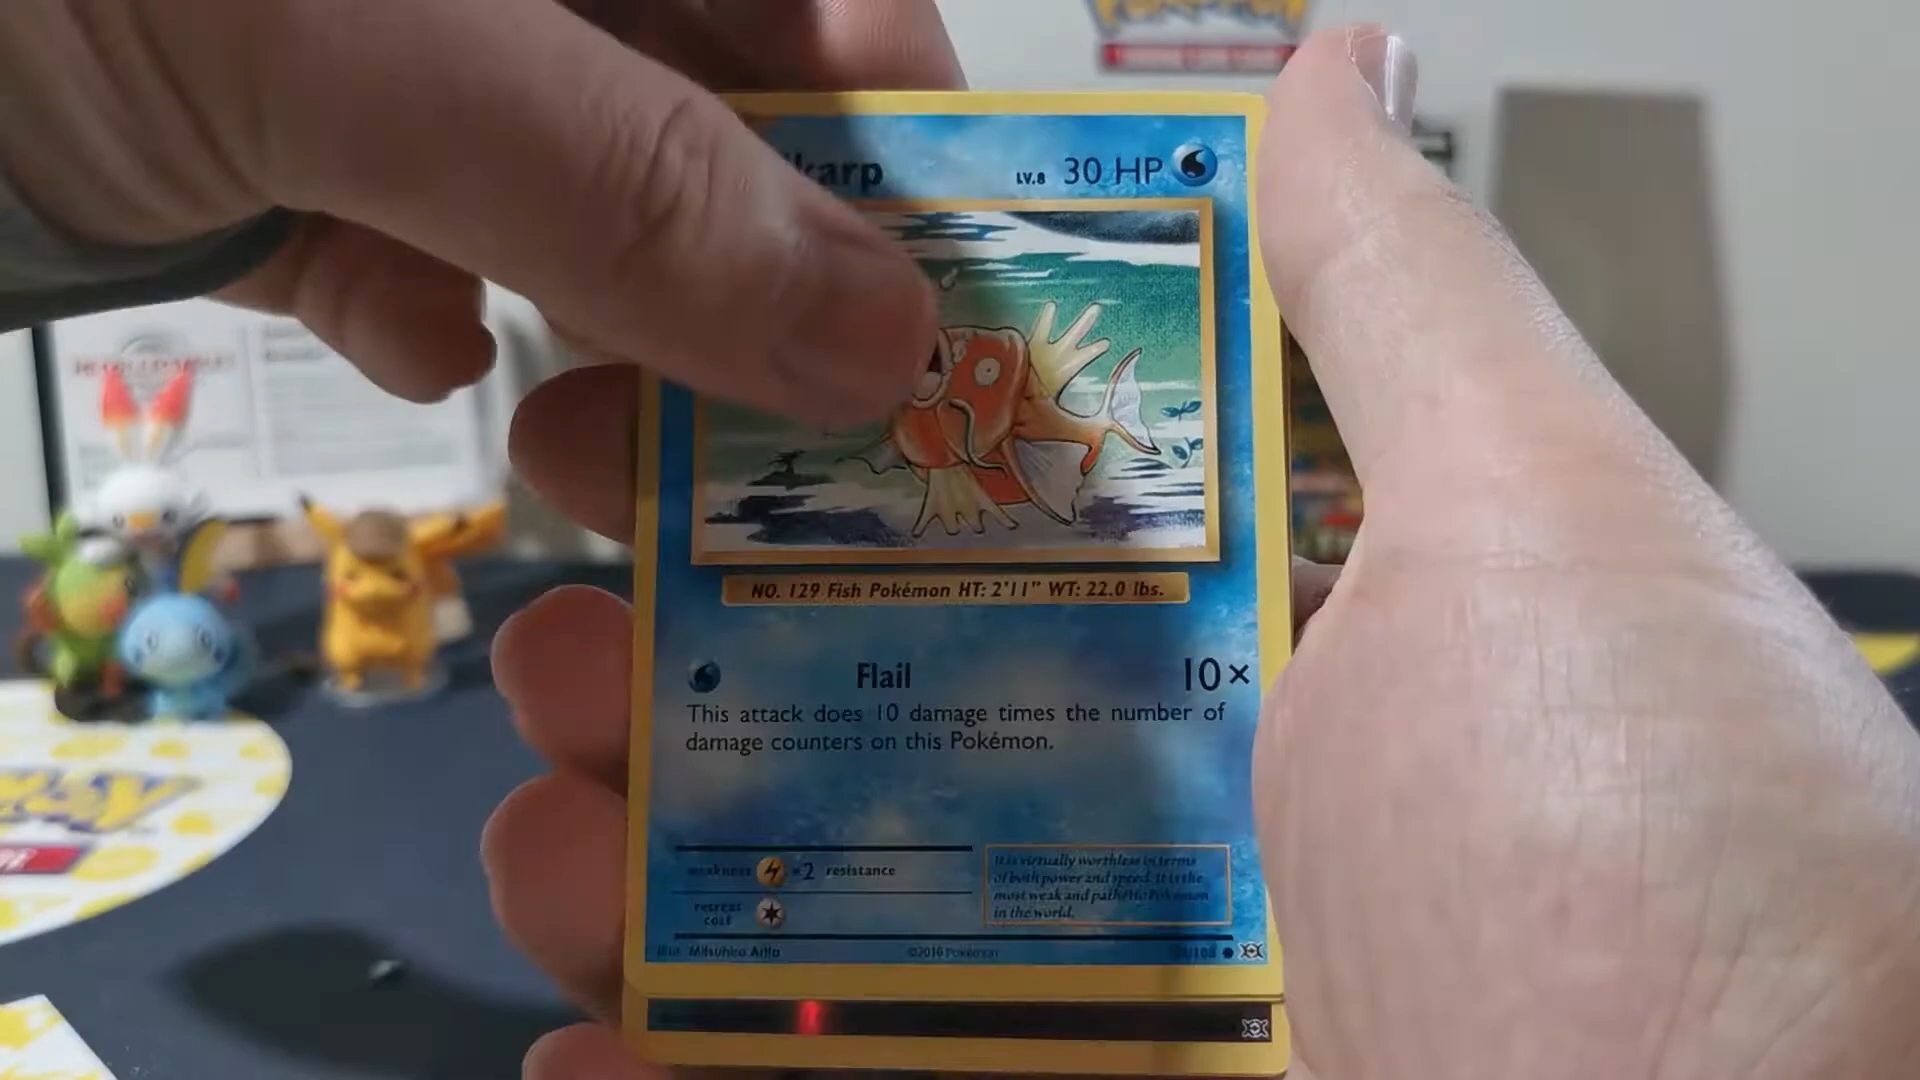 karp LV.8 30 HP
NO. 129 Fish Pokémon HT: 2'11" WT: 22.0 lbs.
Flail 10×
This attack does 10 damage times the number of
damage counters on this Pokémon.
weakness ×2 resistance
retreat
cost
It is virtually worthless in terms
of both power and speed. It is the
most weak and pathetic Pokémon
in the world.
Illus. Mitsuhiro Arita ©2016 Pokémon /108